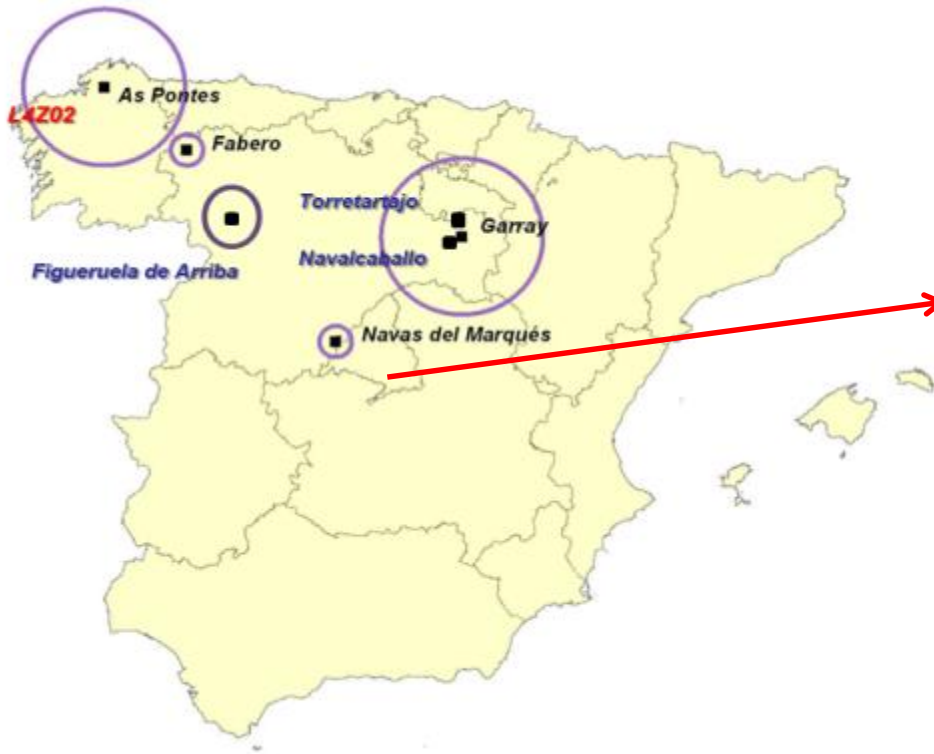 As Pontes
L4Z02
Fabero
Torretartajo
Garray
Navalcaballo
Figueruela de Arriba
Navas del Marqués